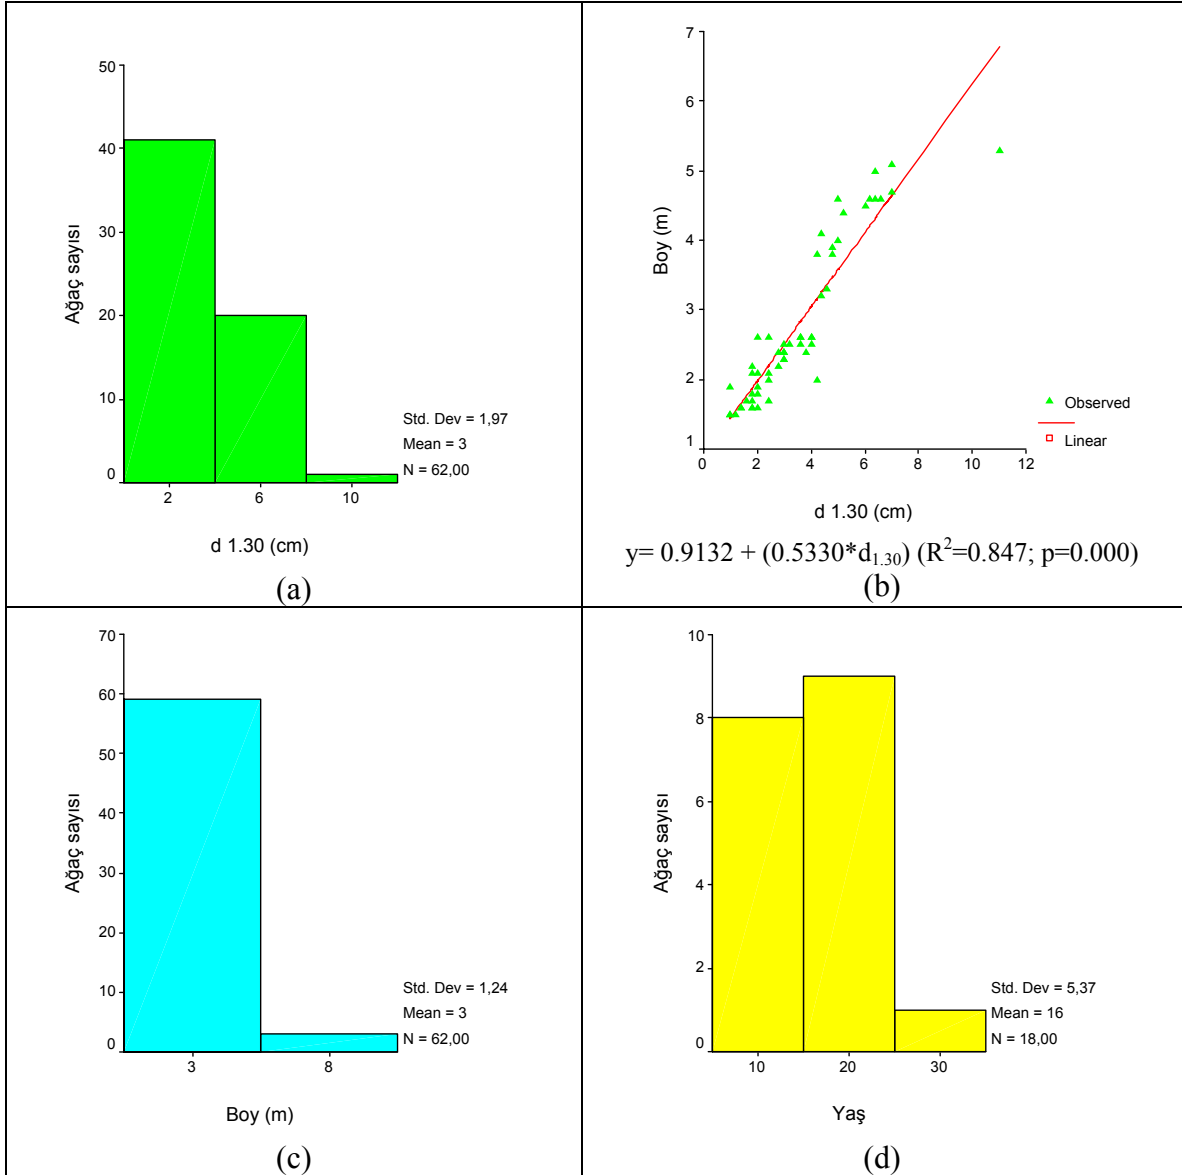 50
40
30
20
10
0
Ağaç sayısı
2 6 10
d 1.30 (cm)
Std. Dev = 1,97
Mean = 3
N = 62,00
(a)
7
6
5
4
3
2
1
Boy (m)
0 2 4 6 8 10 12
d 1.30 (cm)
Observed
Linear
y= 0.9132 + (0.5330*d1.30) (R²=0.847; p=0.000)
(b)
70
60
50
40
30
20
10
0
Ağaç sayısı
3 8
Boy (m)
Std. Dev = 1,24
Mean = 3
N = 62,00
(c)
10
8
6
4
2
0
Ağaç sayısı
10 20 30
Yaş
Std. Dev = 5,37
Mean = 16
N = 18,00
(d)